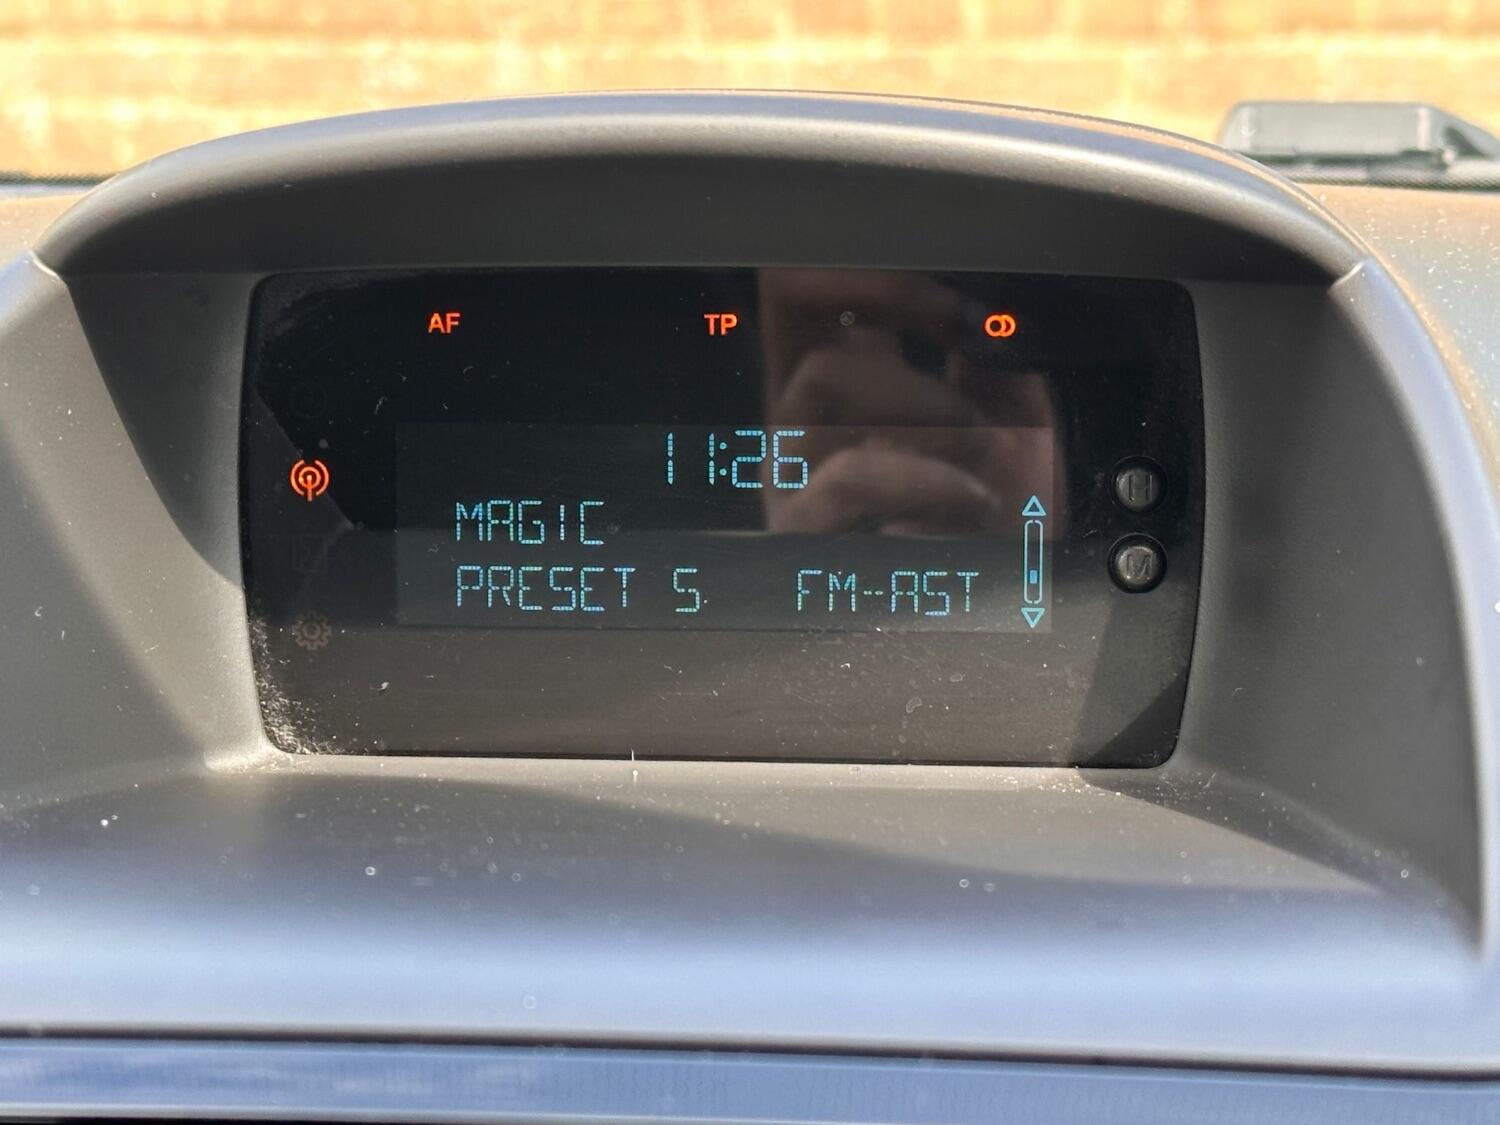 AF TP
11:26
MAGIC
PRESET 5 FM-AST
H
M